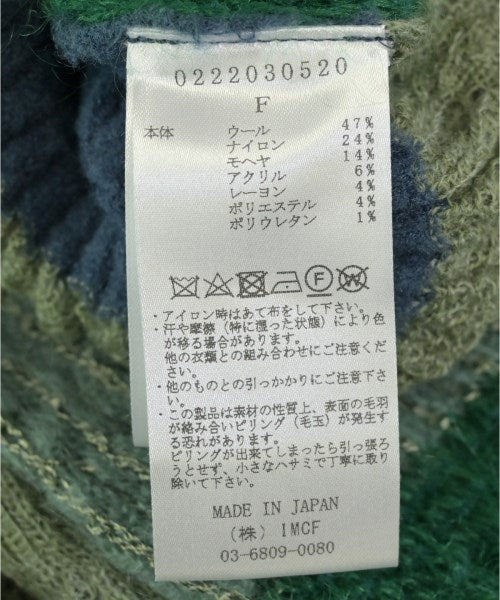 0222030520
F
本体 ウール 47%
ナイロン 24%
モヘヤ 14%
アクリル 6%
レーヨン 4%
ポリエステル 4%
ポリウレタン 1%
F W
・アイロン時はあて布をして下さい。
・汗や摩擦（特に湿った状態）により色
が移る場合があります。
他の衣類との組み合わせにご注意くだ
さい。
・他のものとの引っかかりにご注意下さ
い。
・この製品は素材の性質上、表面の毛羽
が絡み合いピリング（毛玉）が発生す
る恐れがあります。
ピリングが出来てしまったら引っ張ろ
うとせず、小さなハサミで丁寧に取り
除いて下さい。
MADE IN JAPAN
（株）IMCF
03-6809-0080